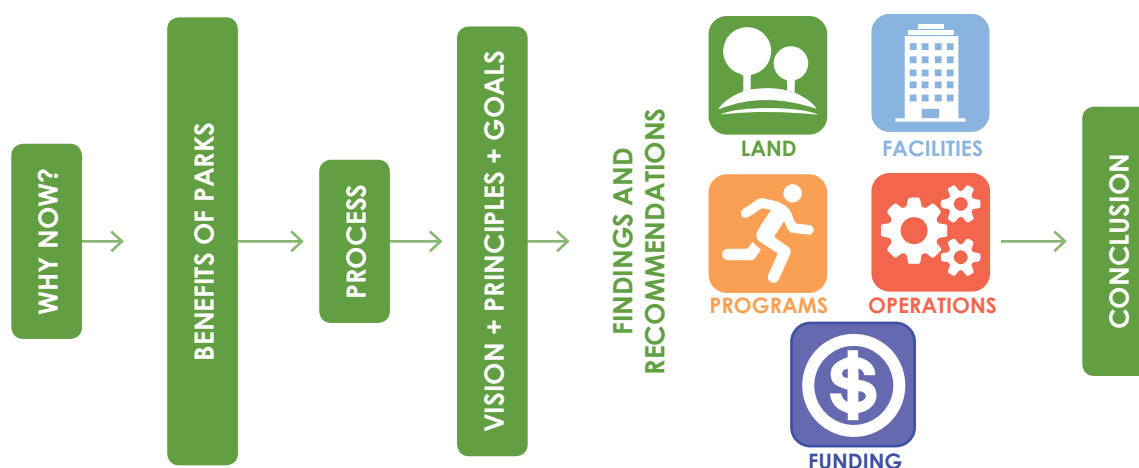 WHY NOW?
BENEFITS OF PARKS
PROCESS
VISION + PRINCIPLES + GOALS
FINDINGS AND
RECOMMENDATIONS
LAND
FACILITIES
PROGRAMS
OPERATIONS
$
FUNDING
CONCLUSION